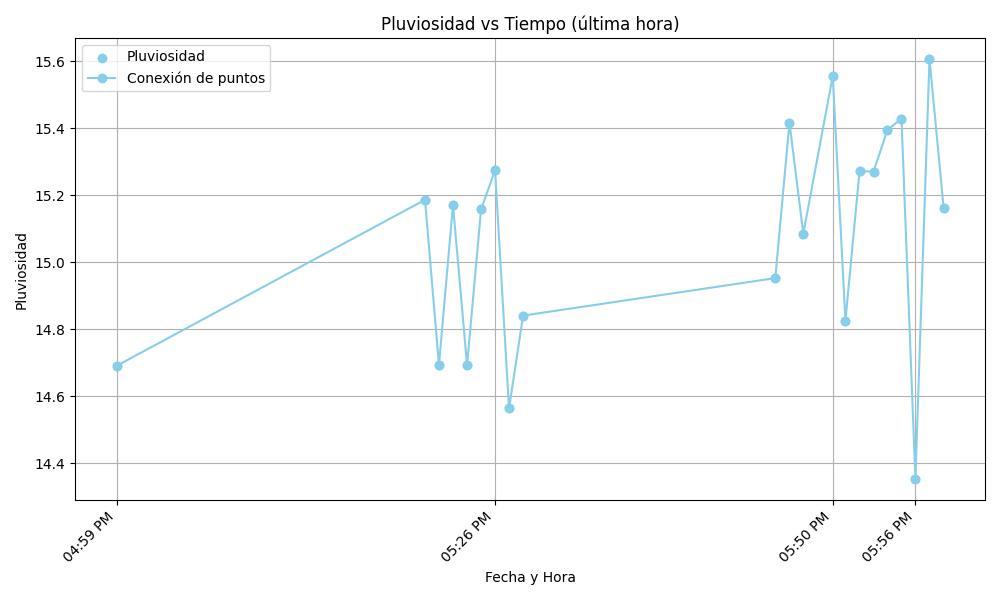 Pluviosidad vs Tiempo (última hora)
Pluviosidad
Conexión de puntos
Pluviosidad
15.6
15.4
15.2
15.0
14.8
14.6
14.4
04:59 PM
05:26 PM
05:50 PM
05:56 PM
Fecha y Hora